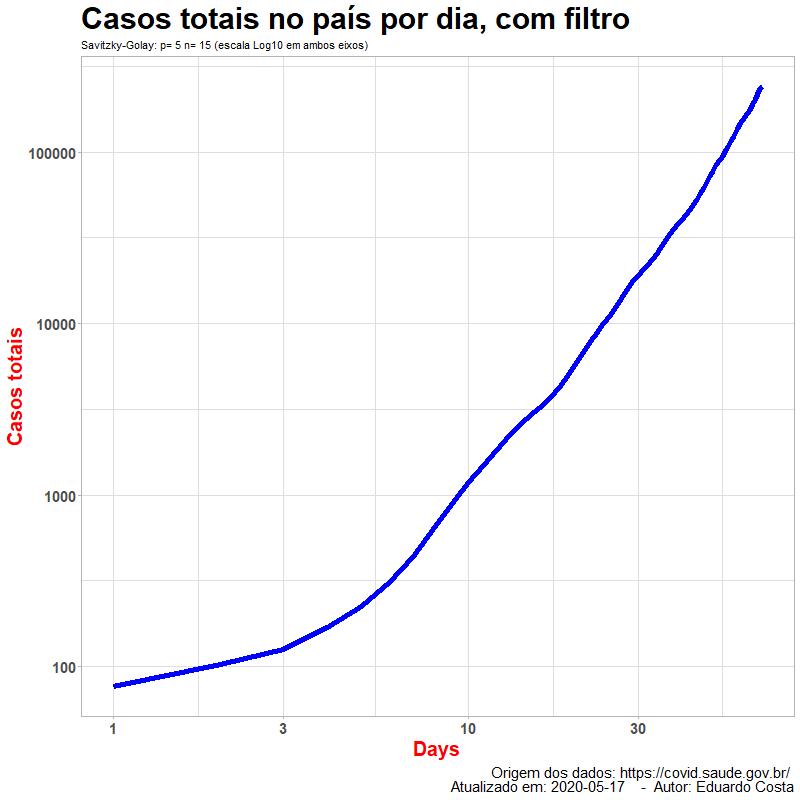 Casos totais no país por dia, com filtro
Savitzky-Golay: p= 5 n= 15 (escala Log10 em ambos eixos)
100000
10000
1000
100
Casos totais
1 3 10 30
Days
Origem dos dados: https://covid.saude.gov.br/
Atualizado em: 2020-05-17 - Autor: Eduardo Costa